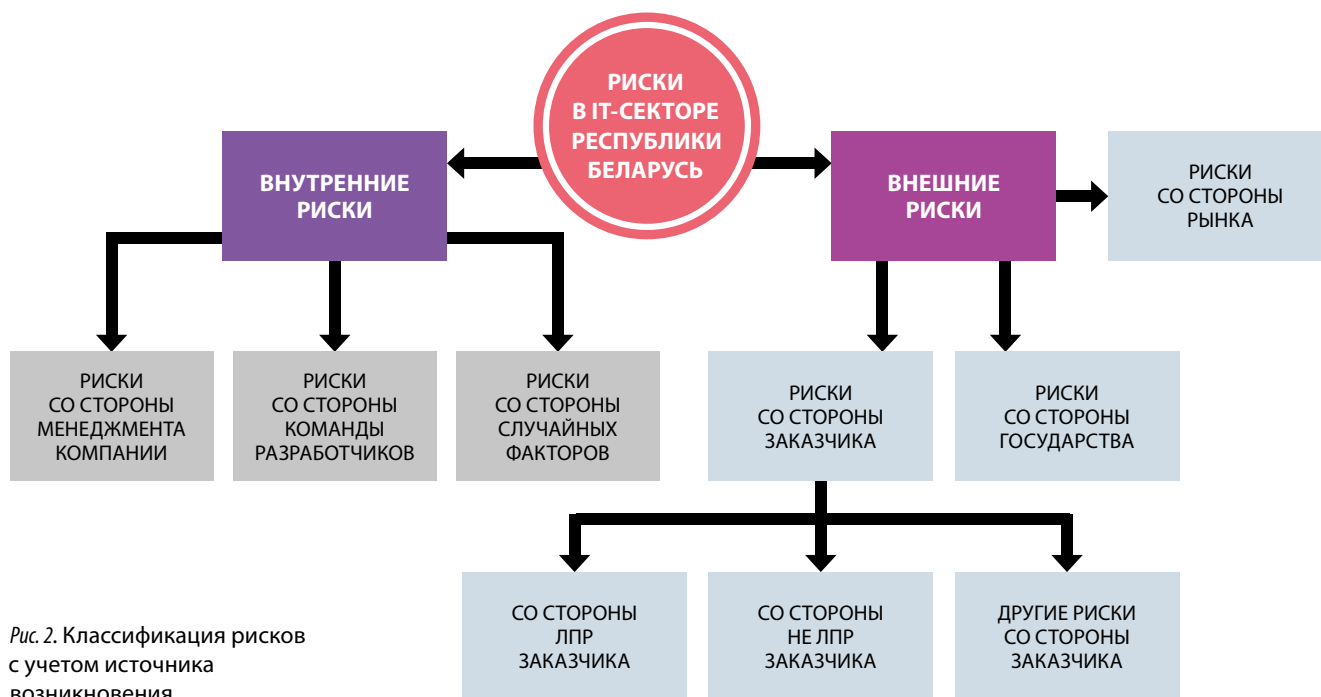 РИСКИ
В IT-СЕКТОРЕ
РЕСПУБЛИКИ
БЕЛАРУСЬ
ВНУТРЕННИЕ
РИСКИ
ВНЕШНИЕ
РИСКИ
РИСКИ
СО СТОРОНЫ
РЫНКА
РИСКИ
СО СТОРОНЫ
МЕНЕДЖМЕНТА
КОМПАНИИ
РИСКИ
СО СТОРОНЫ
КОМАНДЫ
РАЗРАБОТЧИКОВ
РИСКИ
СО СТОРОНЫ
СЛУЧАЙНЫХ
ФАКТОРОВ
РИСКИ
СО СТОРОНЫ
ЗАКАЗЧИКА
РИСКИ
СО СТОРОНЫ
ГОСУДАРСТВА
СО СТОРОНЫ
ЛПР
ЗАКАЗЧИКА
СО СТОРОНЫ
НЕ ЛПР
ЗАКАЗЧИКА
ДРУГИЕ РИСКИ
СО СТОРОНЫ
ЗАКАЗЧИКА
Рис. 2. Классификация рисков
с учетом источника
возникновения